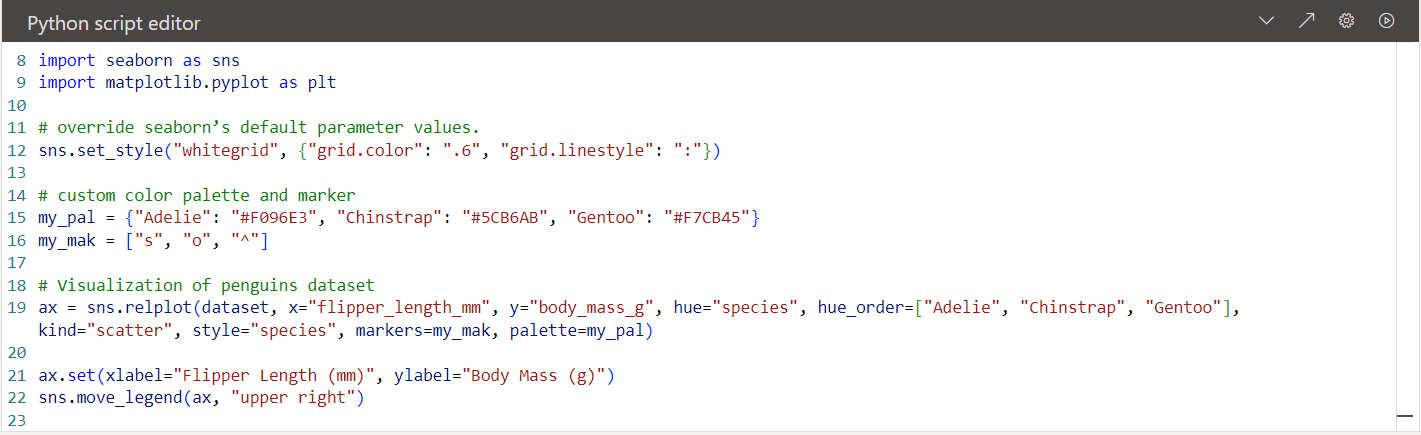 Python script editor
8 import seaborn as sns
9 import matplotlib.pyplot as plt
10
11 # override seaborn’s default parameter values.
12 sns.set_style("whitegrid", {"grid.color": ".6", "grid.linestyle": ":"})
13
14 # custom color palette and marker
15 my_pal = {"Adelie": "#F096E3", "Chinstrap": "#5CB6AB", "Gentoo": "#F7CB45"}
16 my_mak = ["s", "o", "^"]
17
18 # Visualization of penguins dataset
19 ax = sns.relplot(dataset, x="flipper_length_mm", y="body_mass_g", hue="species", hue_order=["Adelie", "Chinstrap", "Gentoo"],
kind="scatter", style="species", markers=my_mak, palette=my_pal)
20
21 ax.set(xlabel="Flipper Length (mm)", ylabel="Body Mass (g)")
22 sns.move_legend(ax, "upper right")
23